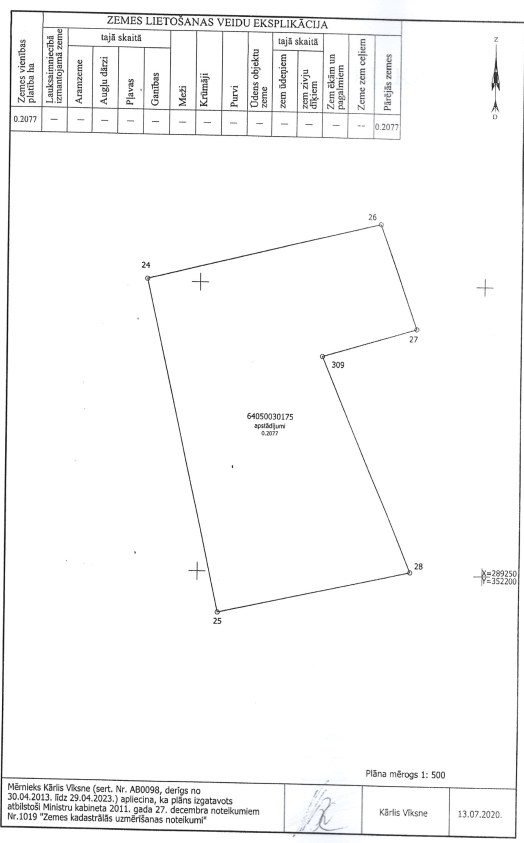 ZEMES LIETOŠANAS VEIDU EKSPLIKĀCIJA
Zemes vienības
platība ha
Lauksaimniecībā
izmantojamā zeme
tajā skaitā
Aramzeme
Augļu dārzi
Pļavas
Ganības
Meži
Krūmāji
Purvi
Ūdens objektu
zeme
tajā skaitā
zem ūdeņiem
zem zivju
dīķiem
Zem ēkām un
pagalmiem
Zeme zem ceļiem
Pārējās zemes
0.2077 — — — — — — — — — — — — -- 0.2077
Z
D
26
24
27
309
64050030175
apstādījumi
0.2077
28
X=289250
Y=352200
25
Plāna mērogs 1: 500
Mērnieks Kārlis Vīksne (sert. Nr. AB0098, derīgs no
30.04.2013. līdz 29.04.2023.) apliecina, ka plāns izgatavots
atbilstoši Ministru kabineta 2011. gada 27. decembra noteikumiem
Nr.1019 "Zemes kadastrālās uzmērīšanas noteikumi"
Kārlis Vīksne
13.07.2020.